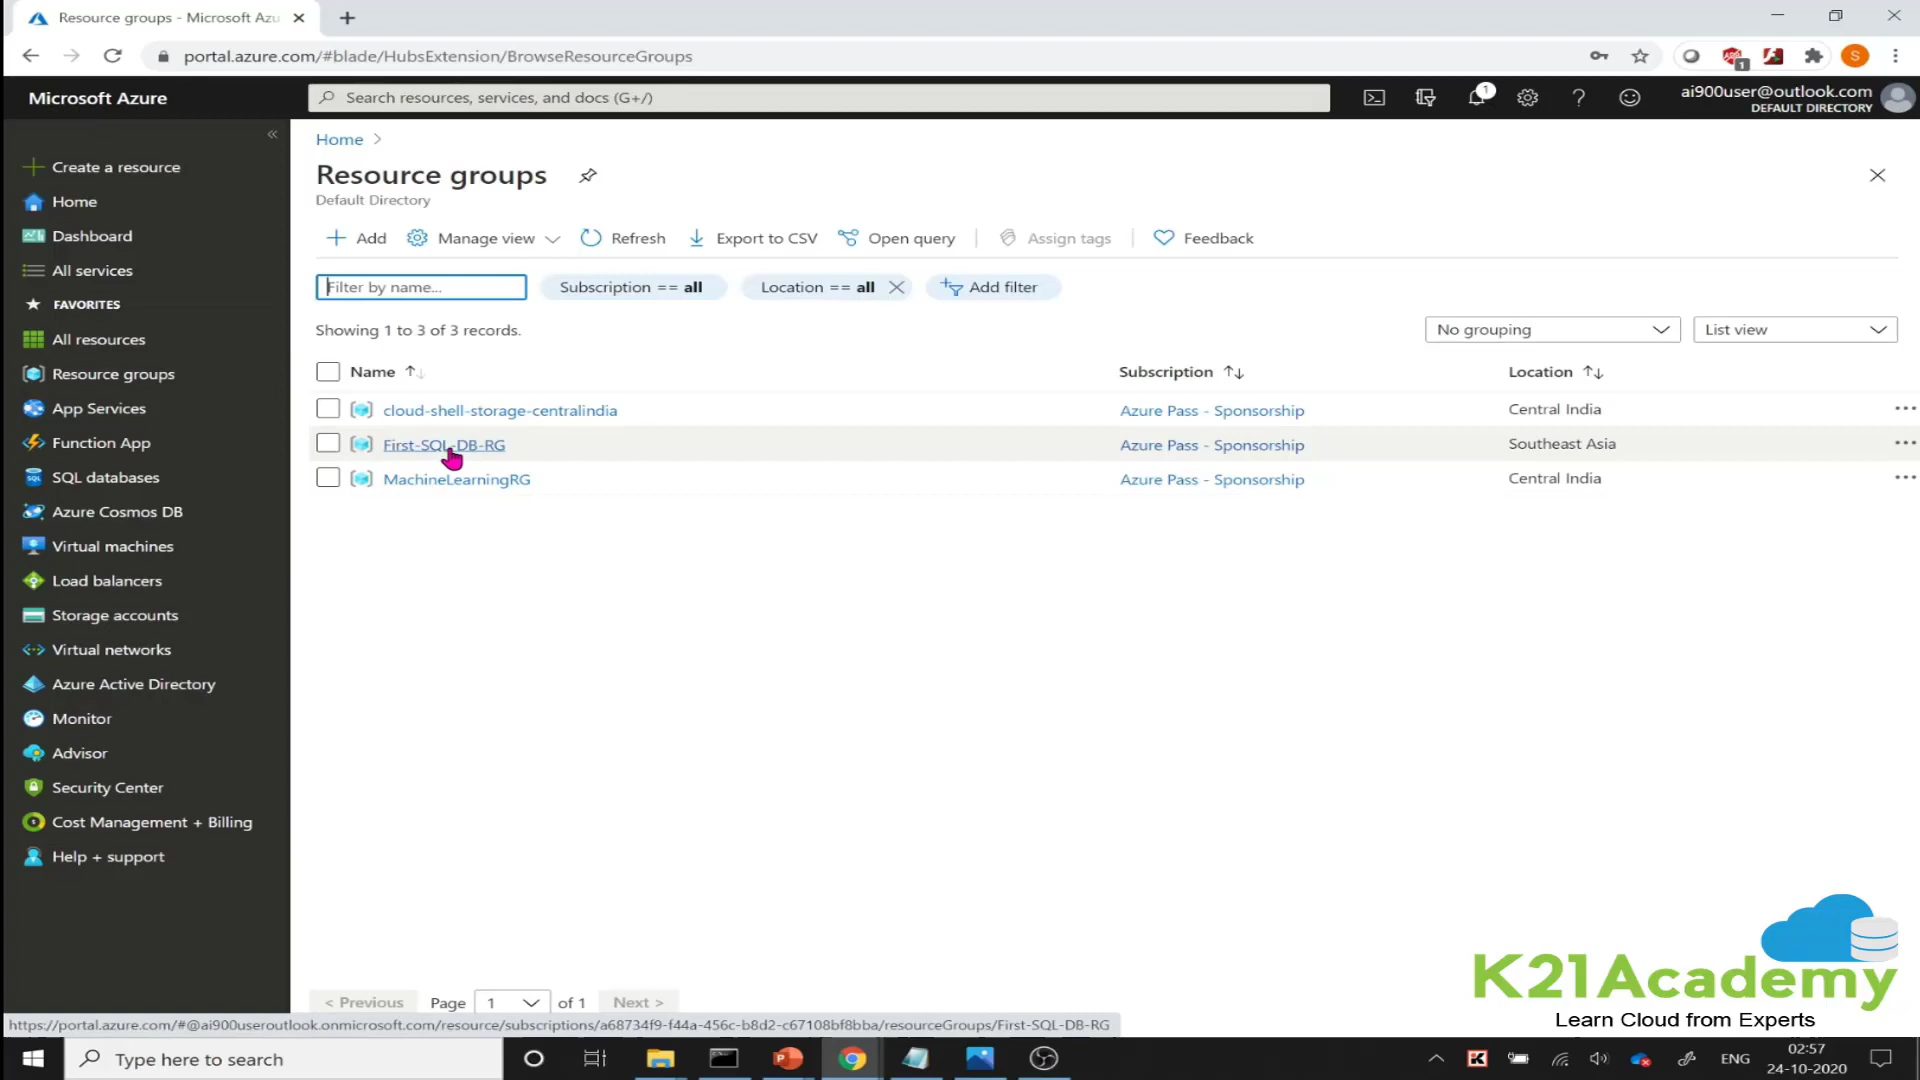 Resource groups - Microsoft Azu
portal.azure.com/#blade/HubsExtension/BrowseResourceGroups
1
S
Microsoft Azure
Search resources, services, and docs (G+/)
1
ai900user@outlook.com
DEFAULT DIRECTORY
Create a resource
Home
Dashboard
All services
FAVORITES
All resources
Resource groups
App Services
Function App
SQL databases
Azure Cosmos DB
Virtual machines
Load balancers
Storage accounts
Virtual networks
Azure Active Directory
Monitor
Advisor
Security Center
Cost Management + Billing
Help + support
Home >
Resource groups
Default Directory
Add Manage view Refresh Export to CSV Open query Assign tags Feedback
Filter by name... Subscription == all Location == all Add filter
Showing 1 to 3 of 3 records. No grouping List view
Name Subscription Location
cloud-shell-storage-centralindia Azure Pass - Sponsorship Central India
First-SQL-DB-RG Azure Pass - Sponsorship Southeast Asia
MachineLearningRG Azure Pass - Sponsorship Central India
K21Academy
Learn Cloud from Experts
< Previous Page 1 of 1 Next >
https://portal.azure.com/#@ai900useroutlook.onmicrosoft.com/resource/subscriptions/a68734f9-f44a-456c-b8d2-c67108bf8bba/resourceGroups/First-SQL-DB-RG
Type here to search
ENG
02:57
24-10-2020